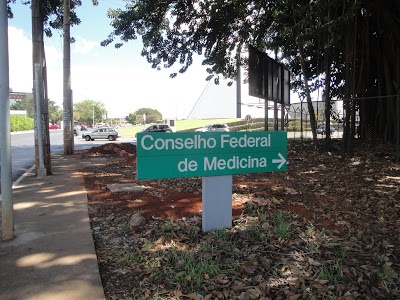 Conselho Federal
de Medicina